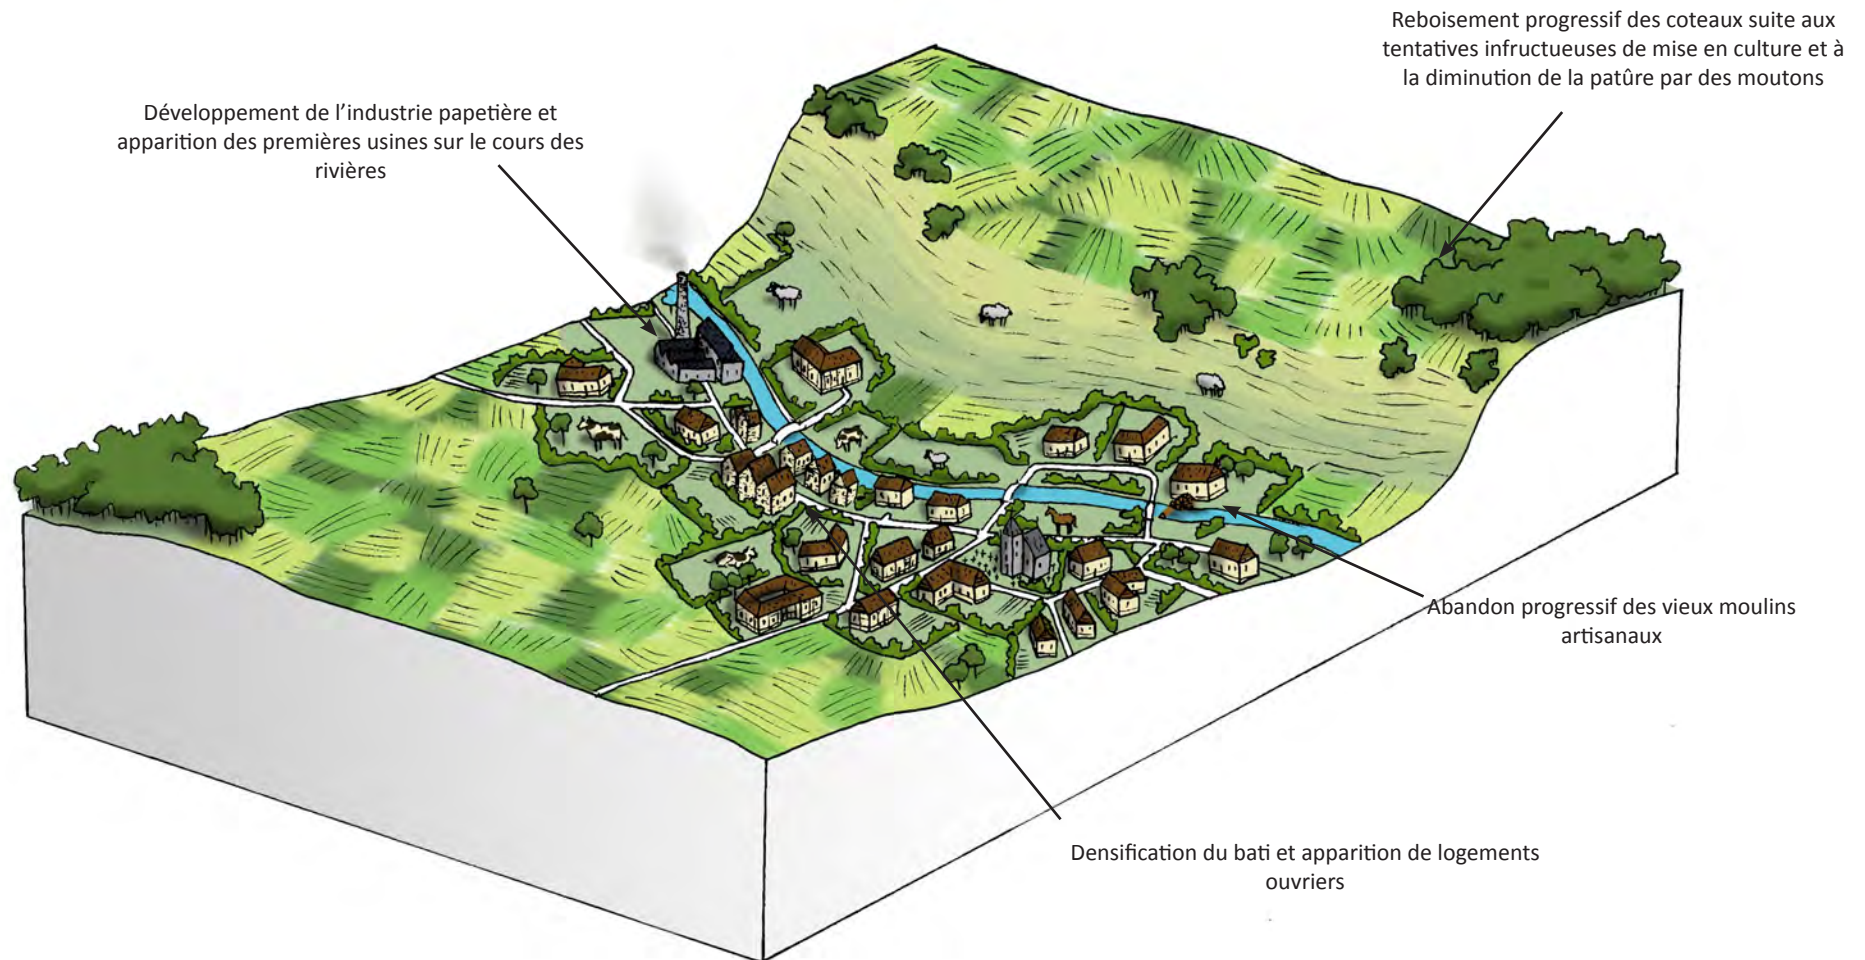 Reboisement progressif des coteaux suite aux
tentatives infructueuses de mise en culture et à
la diminution de la patûre par des moutons
Développement de l’industrie papetière et
apparition des premières usines sur le cours des
rivières
Abandon progressif des vieux moulins
artisanaux
Densification du bati et apparition de logements
ouvriers